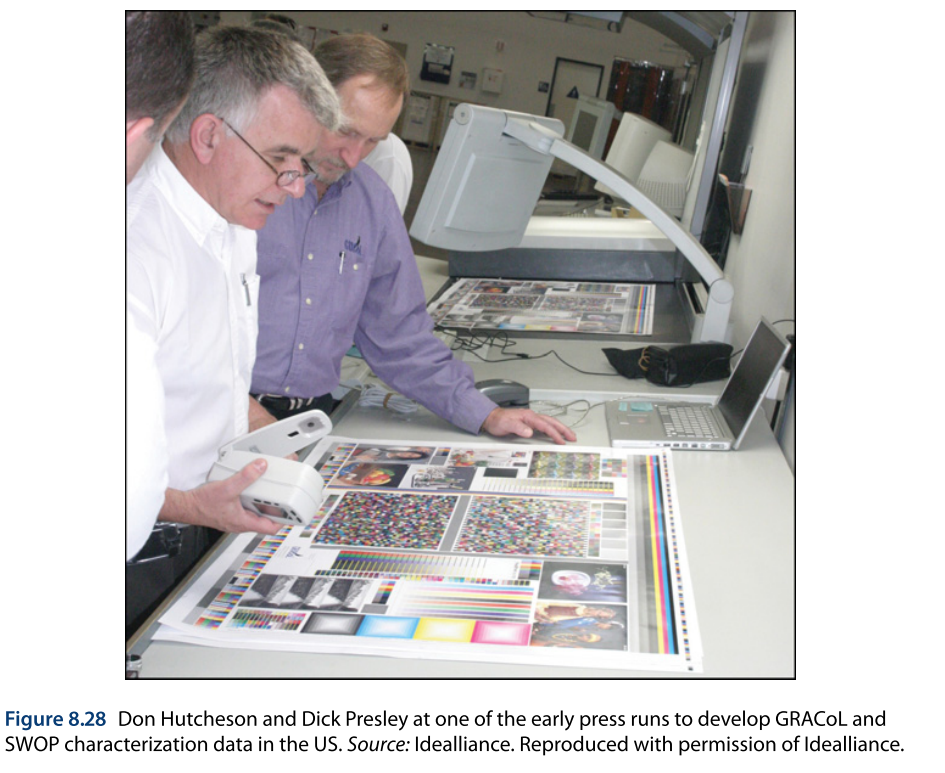 Figure 8.28 Don Hutcheson and Dick Presley at one of the early press runs to develop GRACoL and
SWOP characterization data in the US. Source: Idealliance. Reproduced with permission of Idealliance.